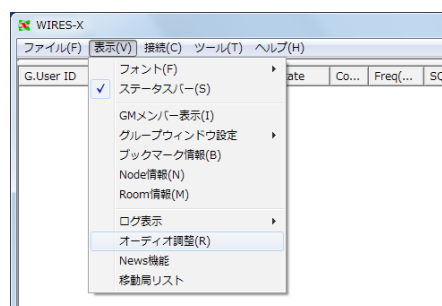 WIRES-X
ファイル(F) 表示(V) 接続(C) ツール(T) ヘルプ(H)
G.User ID ate Co... Freq(... SQ
フォント(F)
ステータスバー(S)
GMメンバー表示(I)
グループウィンドウ設定
ブックマーク情報(B)
Node情報(N)
Room情報(M)
ログ表示
オーディオ調整(R)
News機能
移動局リスト